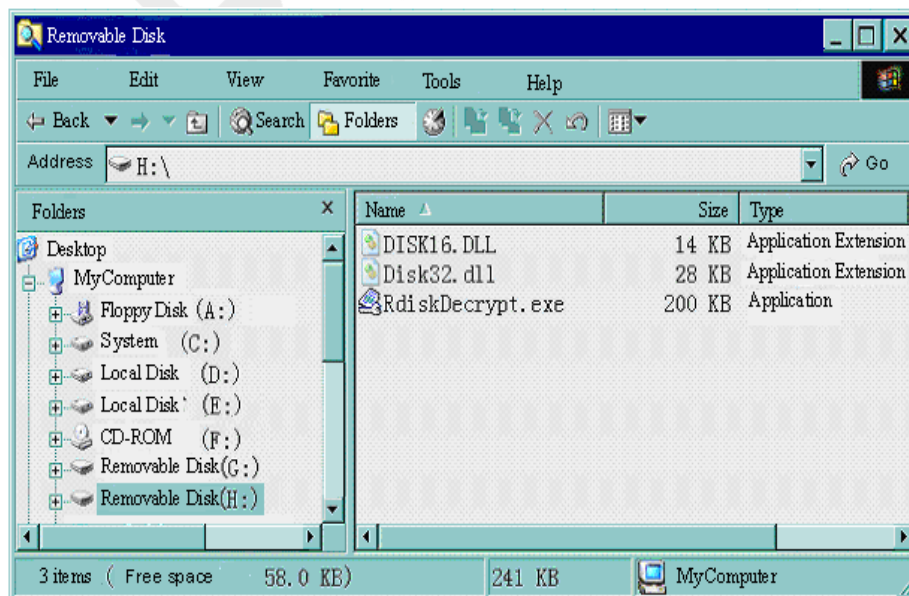 Removable Disk
File Edit View Favorite Tools Help
Back Search Folders
Address H:\ Go
Folders x Name Size Type
Desktop DISK16.DLL 14 KB Application Extension
MyComputer Disk32.dll 28 KB Application Extension
Floppy Disk (A:) RdiskDecrypt.exe 200 KB Application
System (C:)
Local Disk (D:)
Local Disk' (E:)
CD-ROM (F:)
Removable Disk(G:)
Removable Disk(H:)
3 items ( Free space 58.0 KB) 241 KB MyComputer